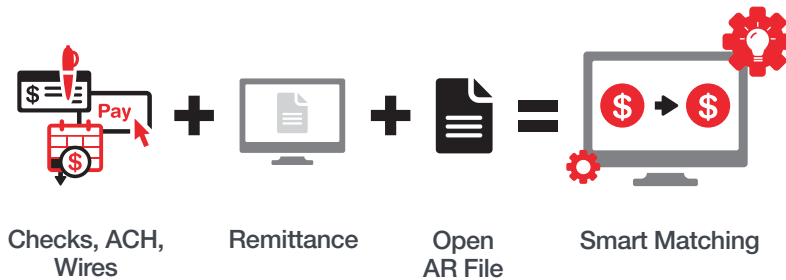 $ =
Pay
$
+
+
=
$ → $
Checks, ACH,
Wires
Remittance
Open
AR File
Smart Matching